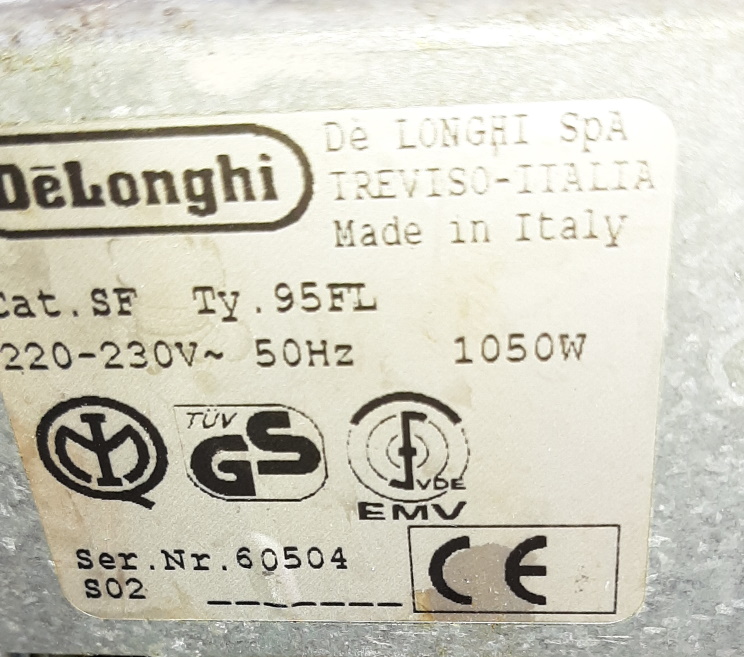 DēLonghi
Dè LONGHI SpA
TREVISO-ITALIA
Made in Italy
Cat.SF Ty.95FL
220-230V~ 50Hz 1050W
TÜV
GS
VDE
EMV
Ser.Nr.60504
S02
CE